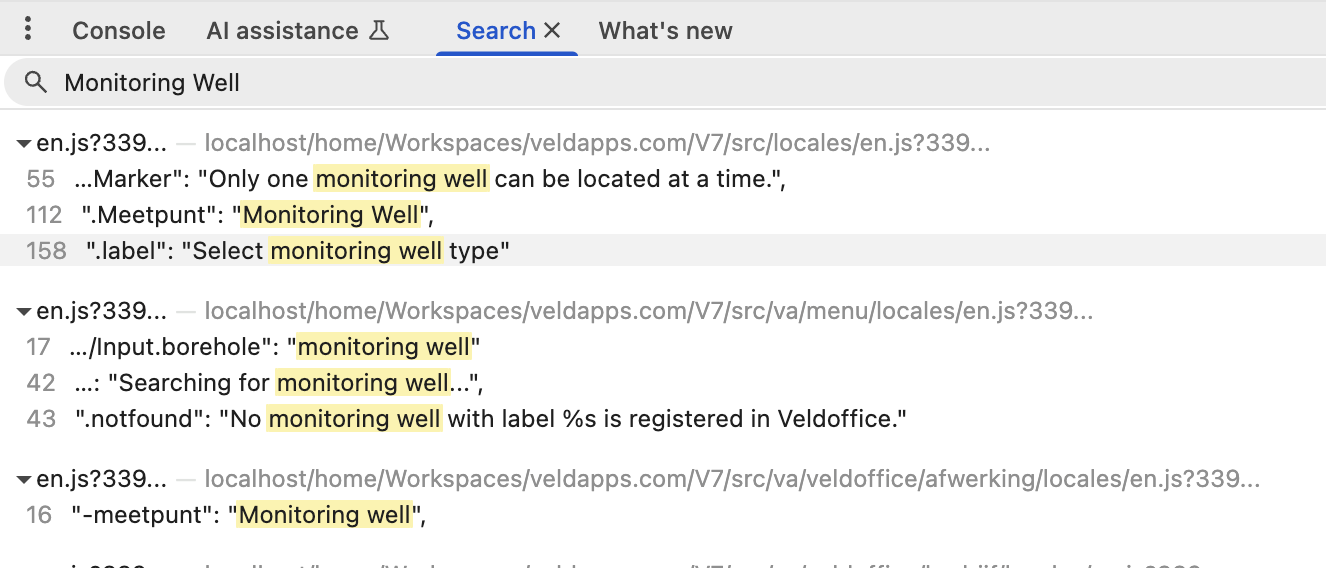 Console AI assistance Search What's new
Monitoring Well
en.js?339... — localhost/home/Workspaces/veldapps.com/V7/src/locales/en.js?339...
55 ...Marker": "Only one monitoring well can be located at a time.",
112 ".Meetpunt": "Monitoring Well",
158 ".label": "Select monitoring well type"
en.js?339... — localhost/home/Workspaces/veldapps.com/V7/src/va/menu/locales/en.js?339...
17 .../Input.borehole": "monitoring well"
42 ...: "Searching for monitoring well...",
43 ".notfound": "No monitoring well with label %s is registered in Veldoffice."
en.js?339... — localhost/home/Workspaces/veldapps.com/V7/src/va/veldoffice/afwerking/locales/en.js?339...
16 "-meetpunt": "Monitoring well",